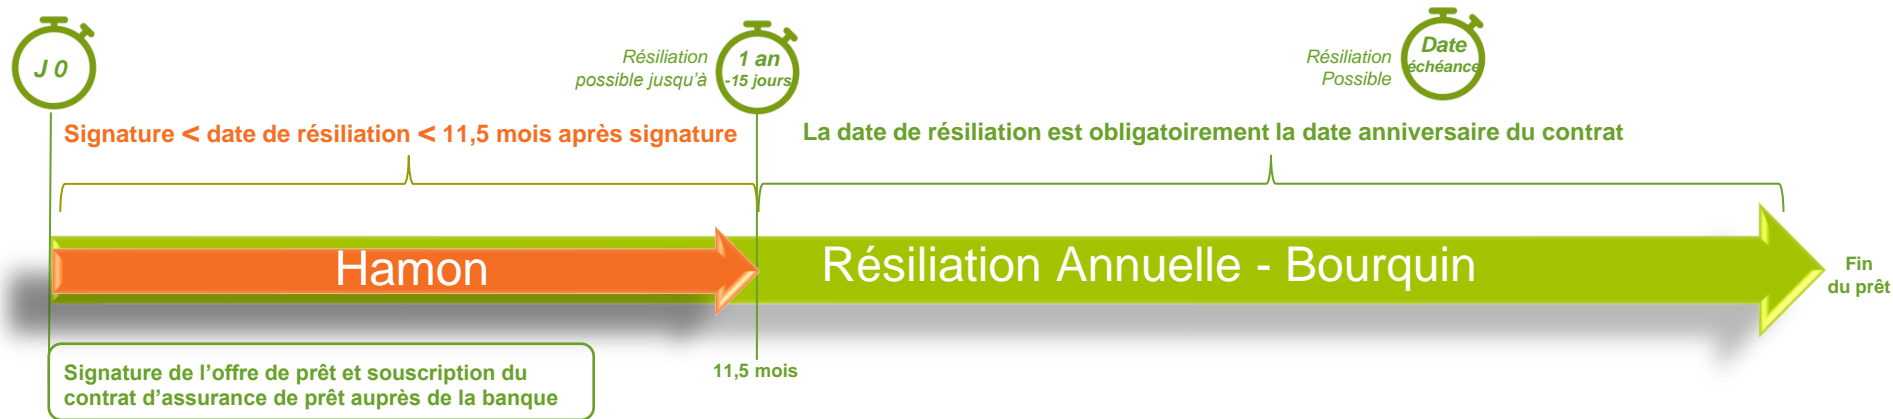 J 0
Résiliation
possible jusqu'à
1 an
-15 jours
Résiliation
Possible
Date
échéance
Signature < date de résiliation < 11,5 mois après signature
La date de résiliation est obligatoirement la date anniversaire du contrat
Hamon
Résiliation Annuelle - Bourquin
Fin
du prêt
Signature de l'offre de prêt et souscription du
contrat d'assurance de prêt auprès de la banque
11,5 mois